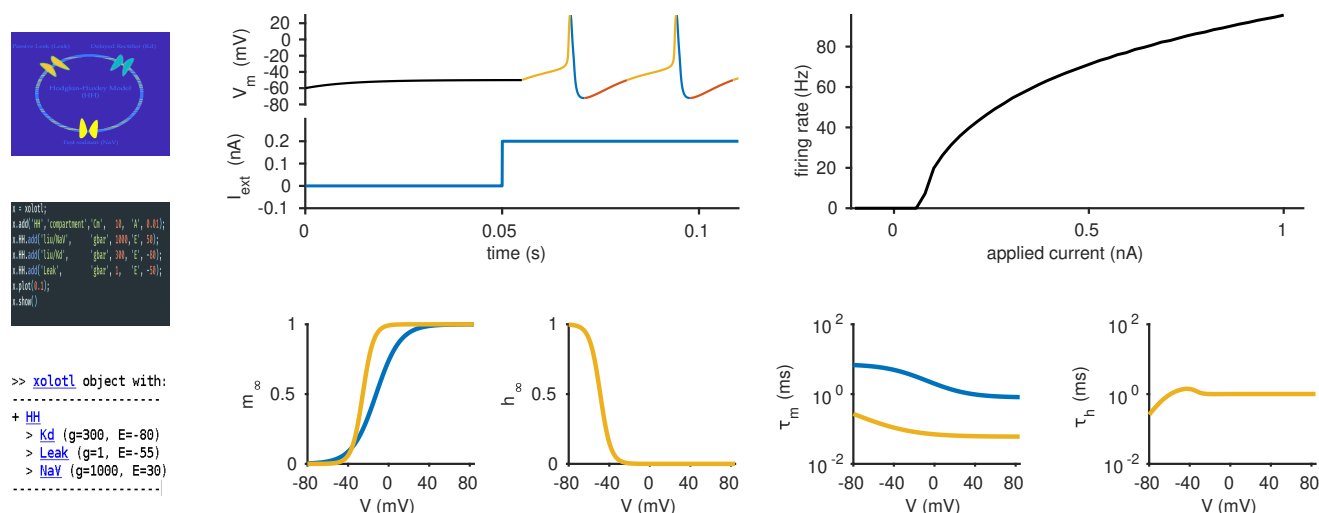 Passive Leak (Leak)
Delayed Rectifier (Kd)
Hodgkin-Huxley Model
(HH)
Fast sodium (NaV)
x = xolotl;
x.add('HH','compartment','Cm', 10, 'A', 0.01);
x.HH.add('liu/NaV', 'gbar', 1000,'E', 50);
x.HH.add('liu/Kd', 'gbar', 300, 'E', -80);
x.HH.add('Leak', 'gbar', 1, 'E', -50);
x.plot(0.1);
x.show()
>> xolotl object with:
---------------------
+ HH
> Kd (g=300, E=-80)
> Leak (g=1, E=-55)
> NaV (g=1000, E=30)
---------------------
V_m (mV)
20
0
-20
-40
-60
-80
I_ext (nA)
0.2
0.1
0
-0.1
0 0.05 0.1
time (s)
firing rate (Hz)
80
60
40
20
0
0 0.5 1
applied current (nA)
m_∞
1
0.5
0
-80 -40 0 40 80
V (mV)
h_∞
1
0.5
0
-80 -40 0 40 80
V (mV)
τ_m (ms)
10^2
10^0
10^-2
-80 -40 0 40 80
V (mV)
τ_h (ms)
10^2
10^0
10^-2
-80 -40 0 40 80
V (mV)